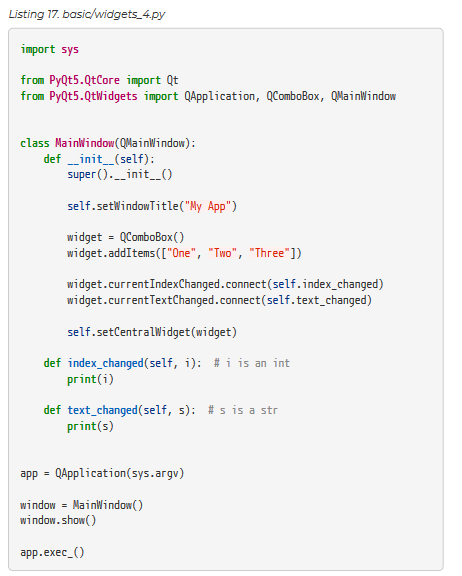 Listing 17. basic/widgets_4.py
import sys
from PyQt5.QtCore import Qt
from PyQt5.QtWidgets import QApplication, QComboBox, QMainWindow
class MainWindow(QMainWindow):
    def __init__(self):
        super().__init__()
        self.setWindowTitle("My App")
        widget = QComboBox()
        widget.addItems(["One", "Two", "Three"])
        widget.currentIndexChanged.connect(self.index_changed)
        widget.currentTextChanged.connect(self.text_changed)
        self.setCentralWidget(widget)
    def index_changed(self, i):  # i is an int
        print(i)
    def text_changed(self, s):  # s is a str
        print(s)
app = QApplication(sys.argv)
window = MainWindow()
window.show()
app.exec_()